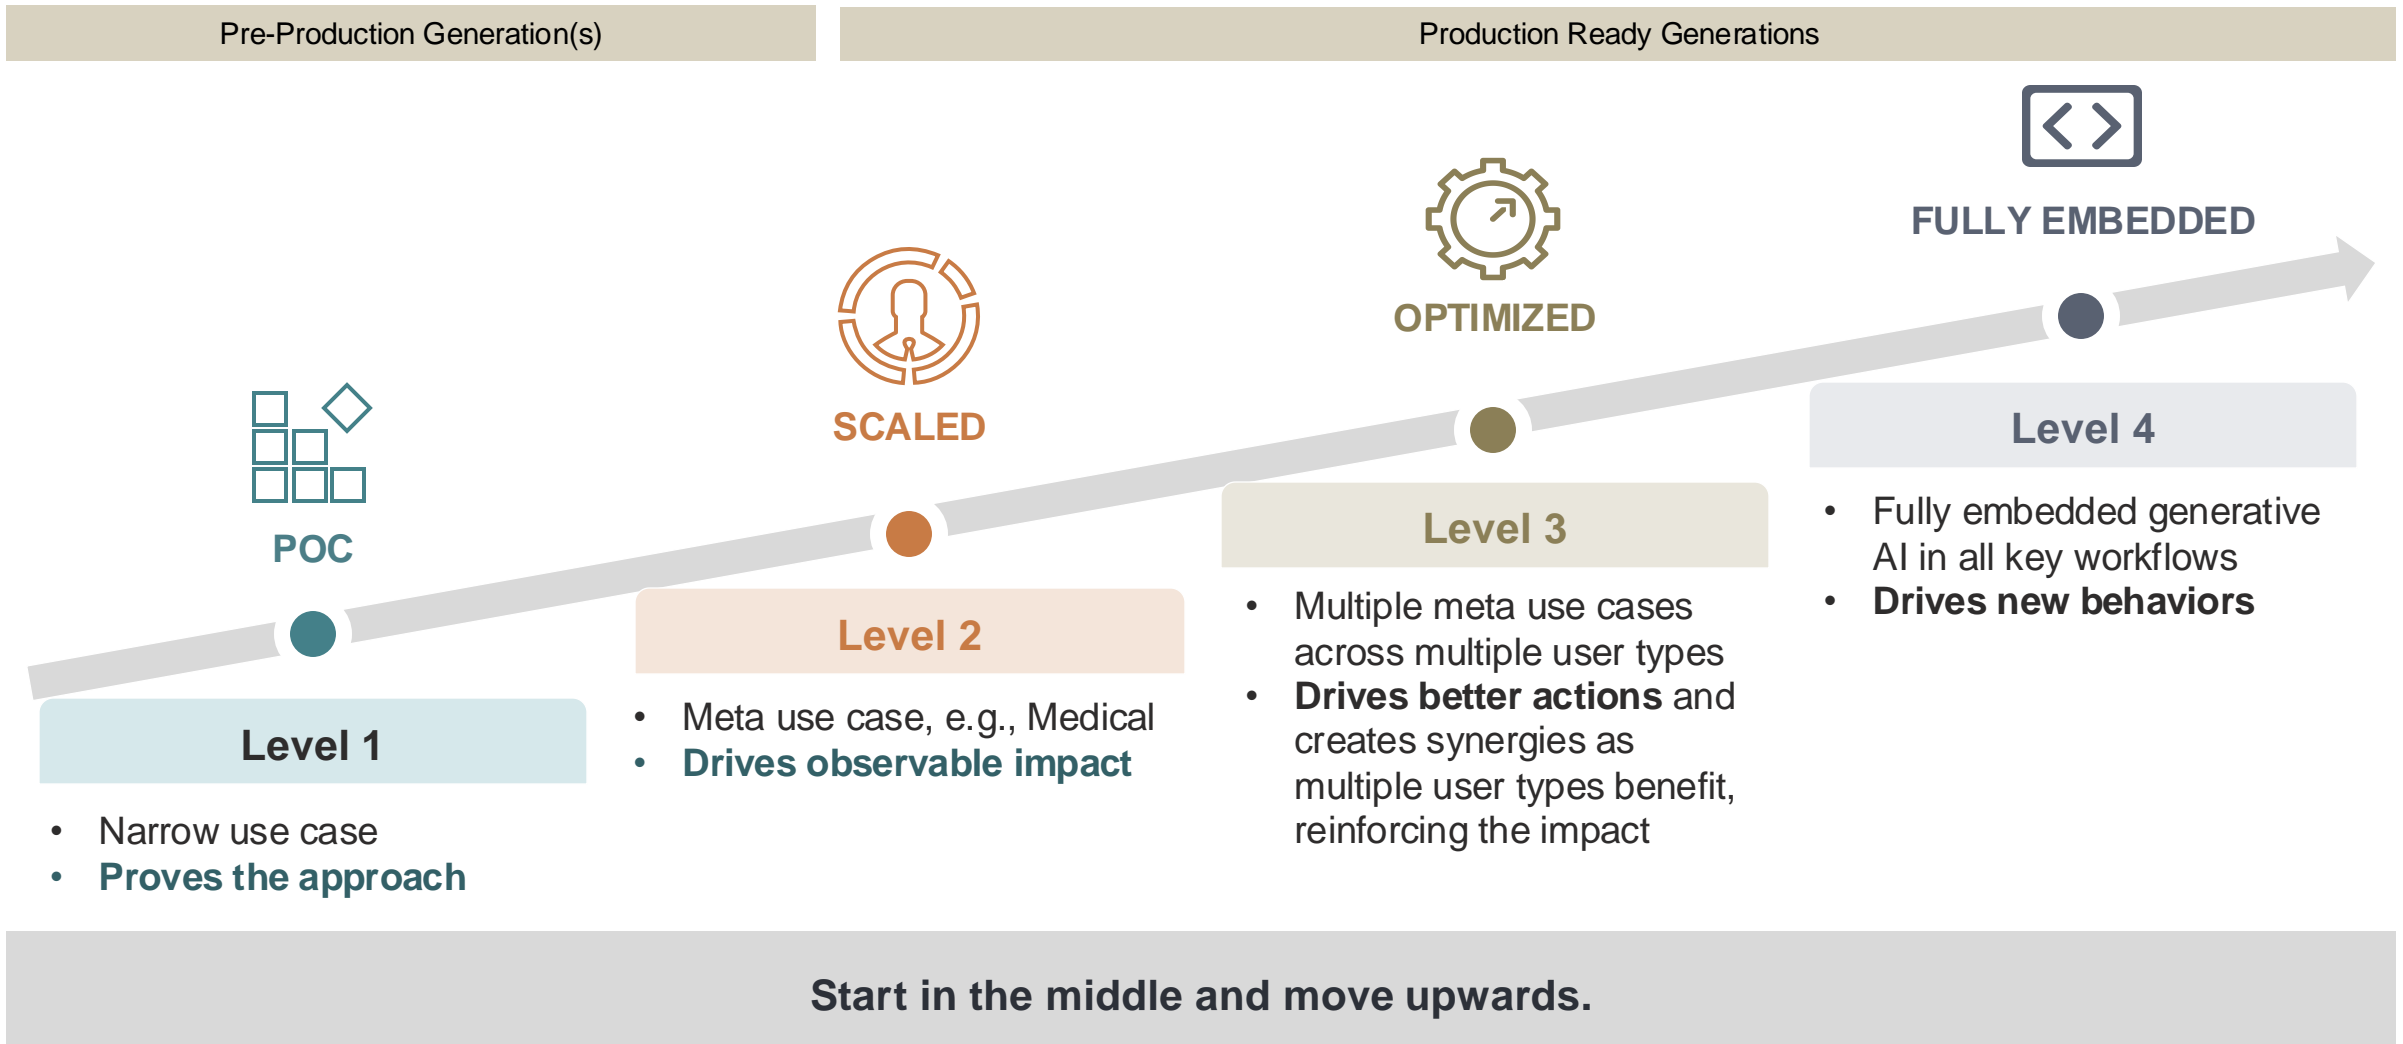 Pre-Production Generation(s)
Production Ready Generations
POC
Level 1
• Narrow use case
• Proves the approach
SCALED
Level 2
• Meta use case, e.g., Medical
• Drives observable impact
OPTIMIZED
Level 3
• Multiple meta use cases
across multiple user types
• Drives better actions and
creates synergies as
multiple user types benefit,
reinforcing the impact
FULLY EMBEDDED
Level 4
• Fully embedded generative
AI in all key workflows
• Drives new behaviors
Start in the middle and move upwards.